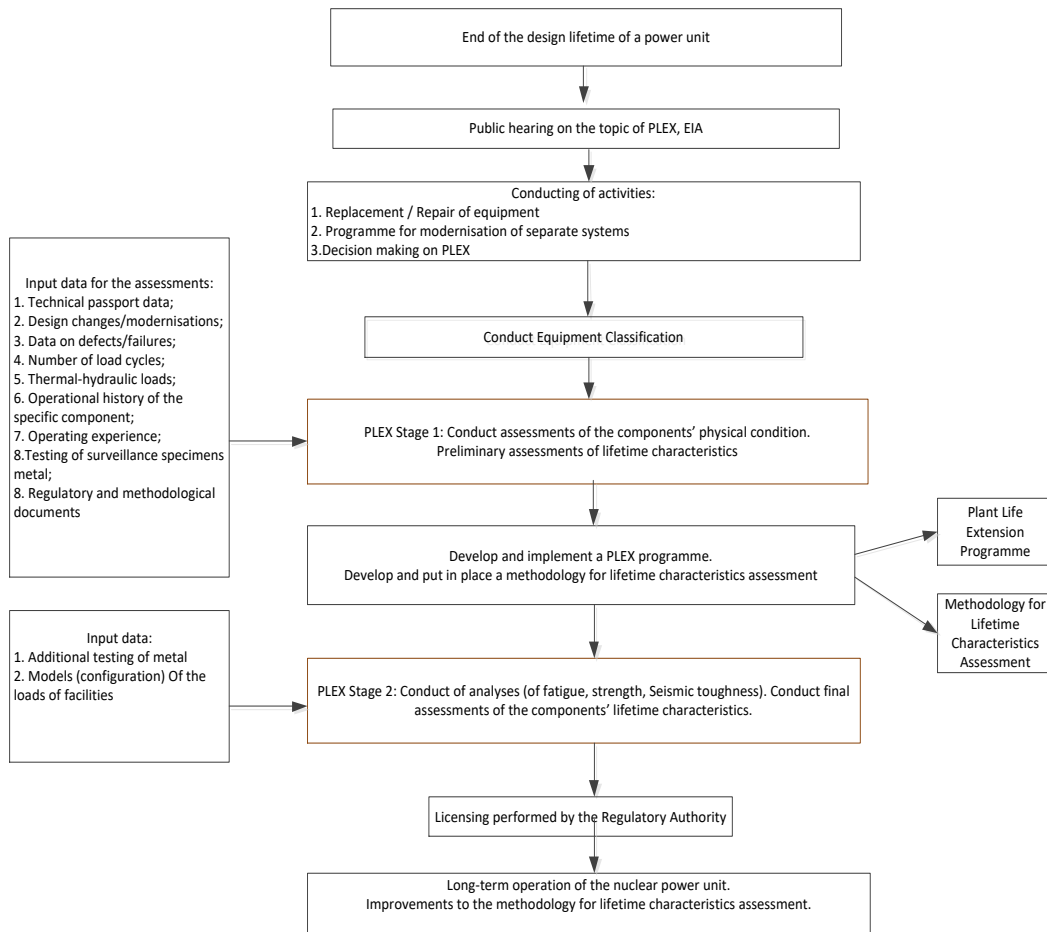 End of the design lifetime of a power unit
Public hearing on the topic of PLEX, EIA
Conducting of activities:
1. Replacement / Repair of equipment
2. Programme for modernisation of separate systems
3.Decision making on PLEX
Input data for the assessments:
1. Technical passport data;
2. Design changes/modernisations;
3. Data on defects/failures;
4. Number of load cycles;
5. Thermal-hydraulic loads;
6. Operational history of the
specific component;
7. Operating experience;
8.Testing of surveillance specimens
metal;
8. Regulatory and methodological
documents
Conduct Equipment Classification
PLEX Stage 1: Conduct assessments of the components’ physical condition.
Preliminary assessments of lifetime characteristics
Develop and implement a PLEX programme.
Develop and put in place a methodology for lifetime characteristics assessment
Plant Life
Extension
Programme
Methodology for
Lifetime
Characteristics
Assessment
Input data:
1. Additional testing of metal
2. Models (configuration) Of the
loads of facilities
PLEX Stage 2: Conduct of analyses (of fatigue, strength, Seismic toughness). Conduct final
assessments of the components’ lifetime characteristics.
Licensing performed by the Regulatory Authority
Long-term operation of the nuclear power unit.
Improvements to the methodology for lifetime characteristics assessment.